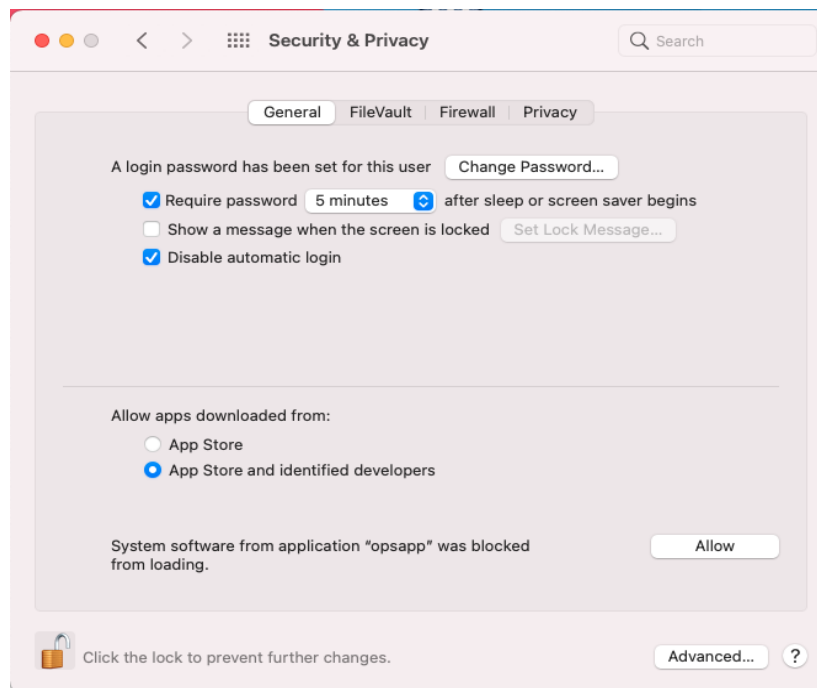 Security & Privacy
Search
General FileVault Firewall Privacy
A login password has been set for this user Change Password...
Require password 5 minutes after sleep or screen saver begins
Show a message when the screen is locked Set Lock Message...
Disable automatic login
Allow apps downloaded from:
App Store
App Store and identified developers
System software from application “opsapp” was blocked Allow
from loading.
Click the lock to prevent further changes. Advanced... ?